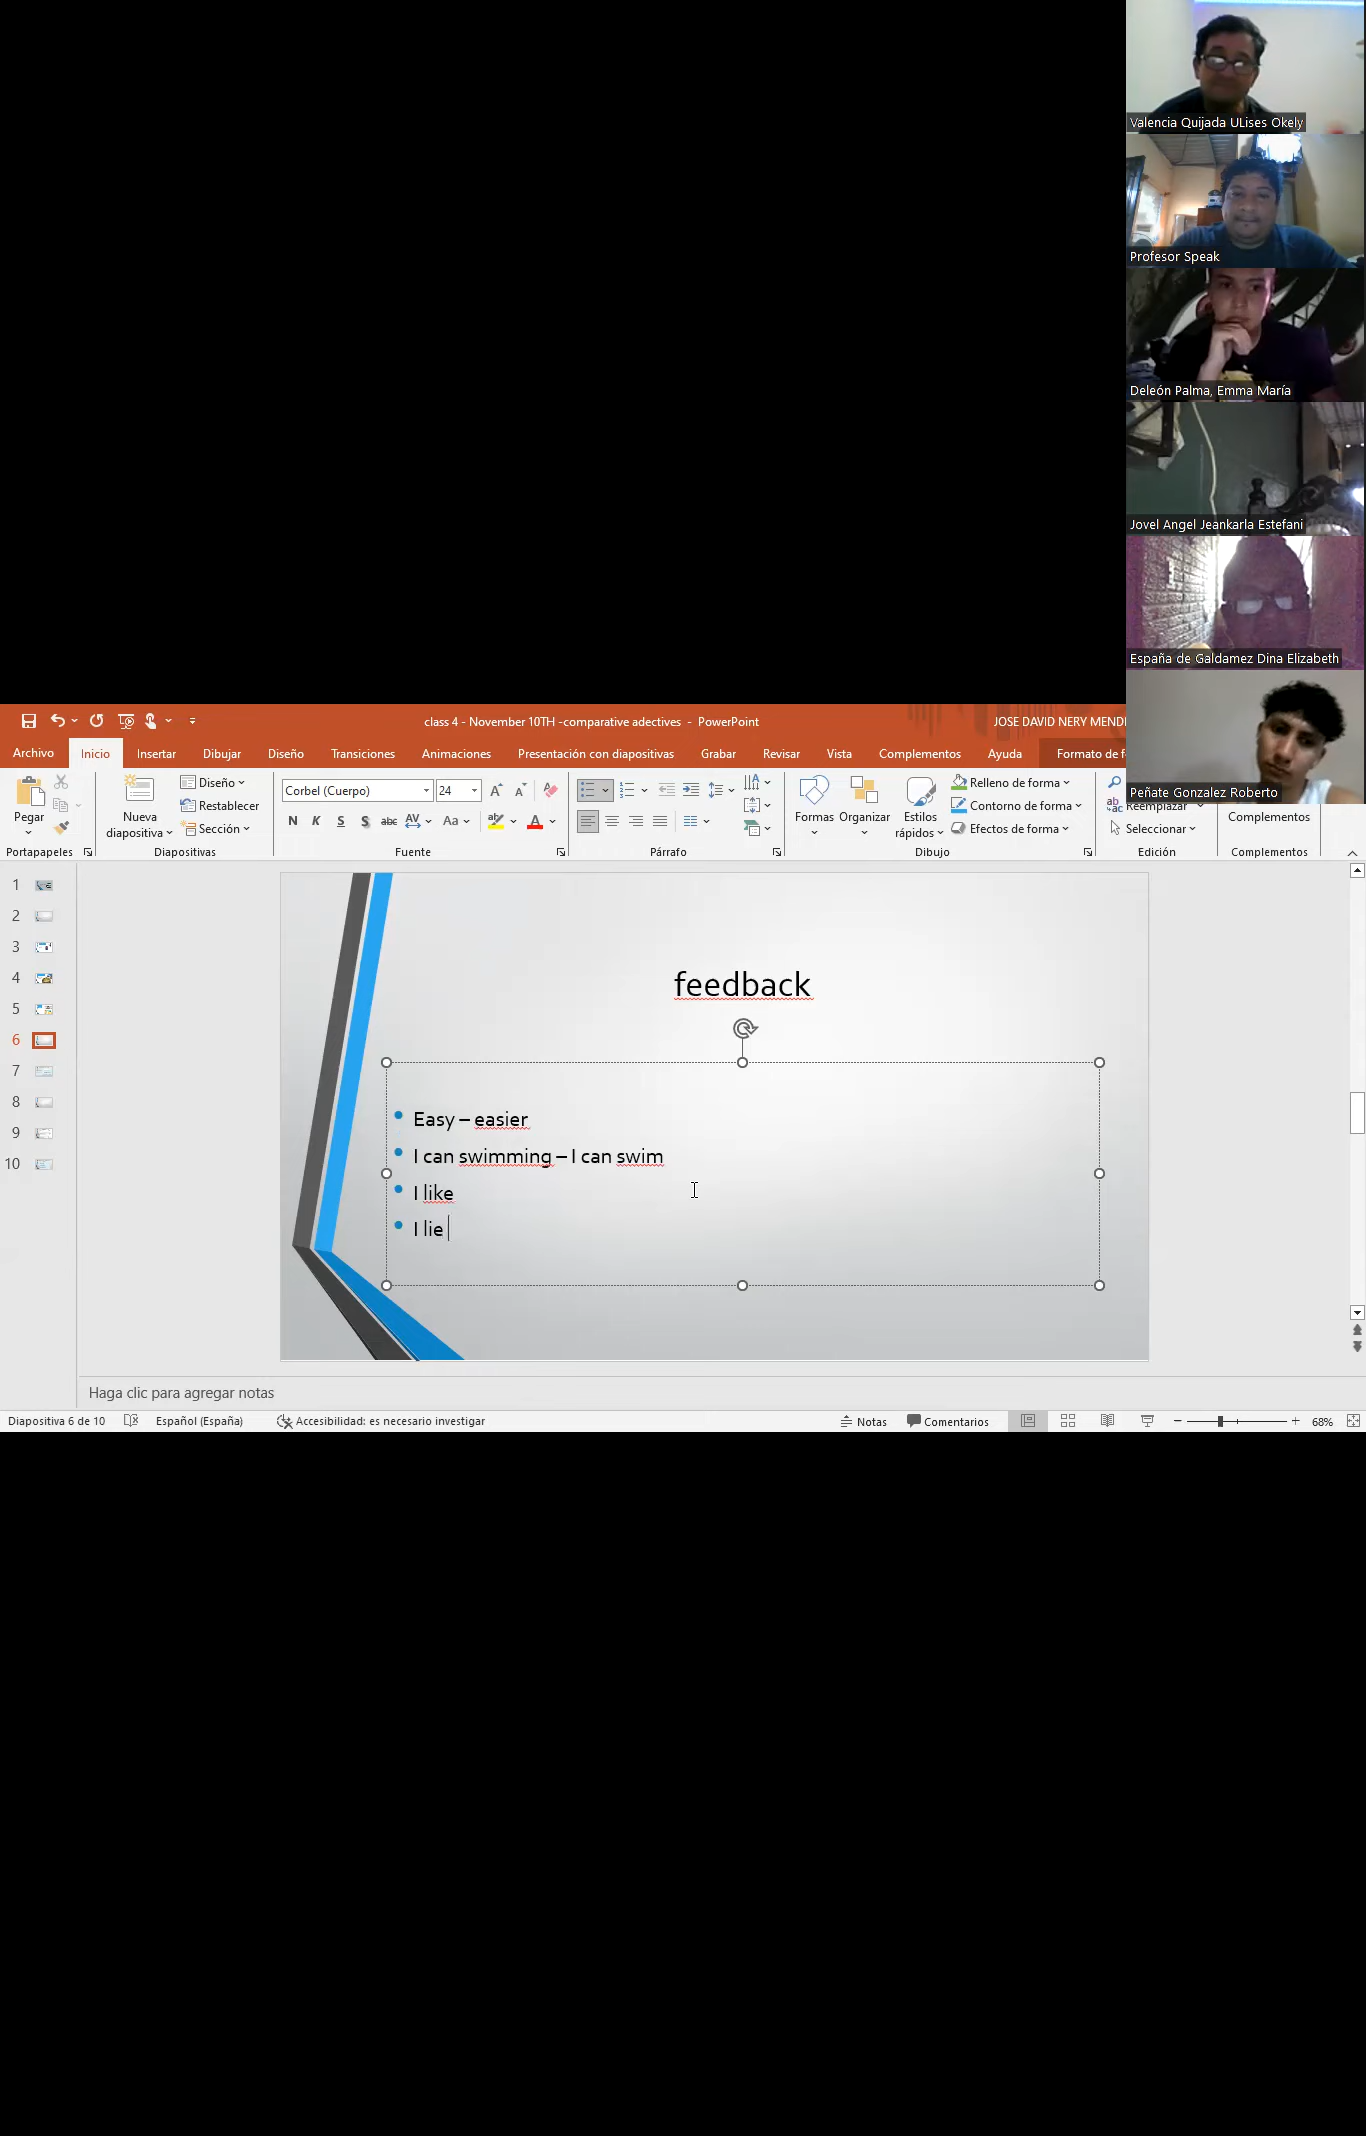 Valencia Quijada ULises Okely
Profesor Speak
Deleón Palma, Emma María
Jovel Angel Jeankarla Estefani
España de Galdamez Dina Elizabeth
Peñate Gonzalez Roberto
class 4 - November 10TH -comparative adectives - PowerPoint
JOSE DAVID NERY MEND
Archivo Inicio Insertar Dibujar Diseño Transiciones Animaciones Presentación con diapositivas Grabar Revisar Vista Complementos Ayuda Formato de f
Pegar
Nueva diapositiva
Diseño
Restablecer
Sección
Corbel (Cuerpo) 24
N K S S abc AV Aa A
Formas Organizar Estilos rápidos
Relleno de forma
Contorno de forma
Efectos de forma
Reemplazar
Seleccionar
Complementos
Portapapeles Diapositivas Fuente Párrafo Dibujo Edición Complementos
1
2
3
4
5
6
7
8
9
10
feedback
Easy – easier
I can swimming – I can swim
I like
I lie
Haga clic para agregar notas
Diapositiva 6 de 10 Español (España) Accesibilidad: es necesario investigar Notas Comentarios 68%